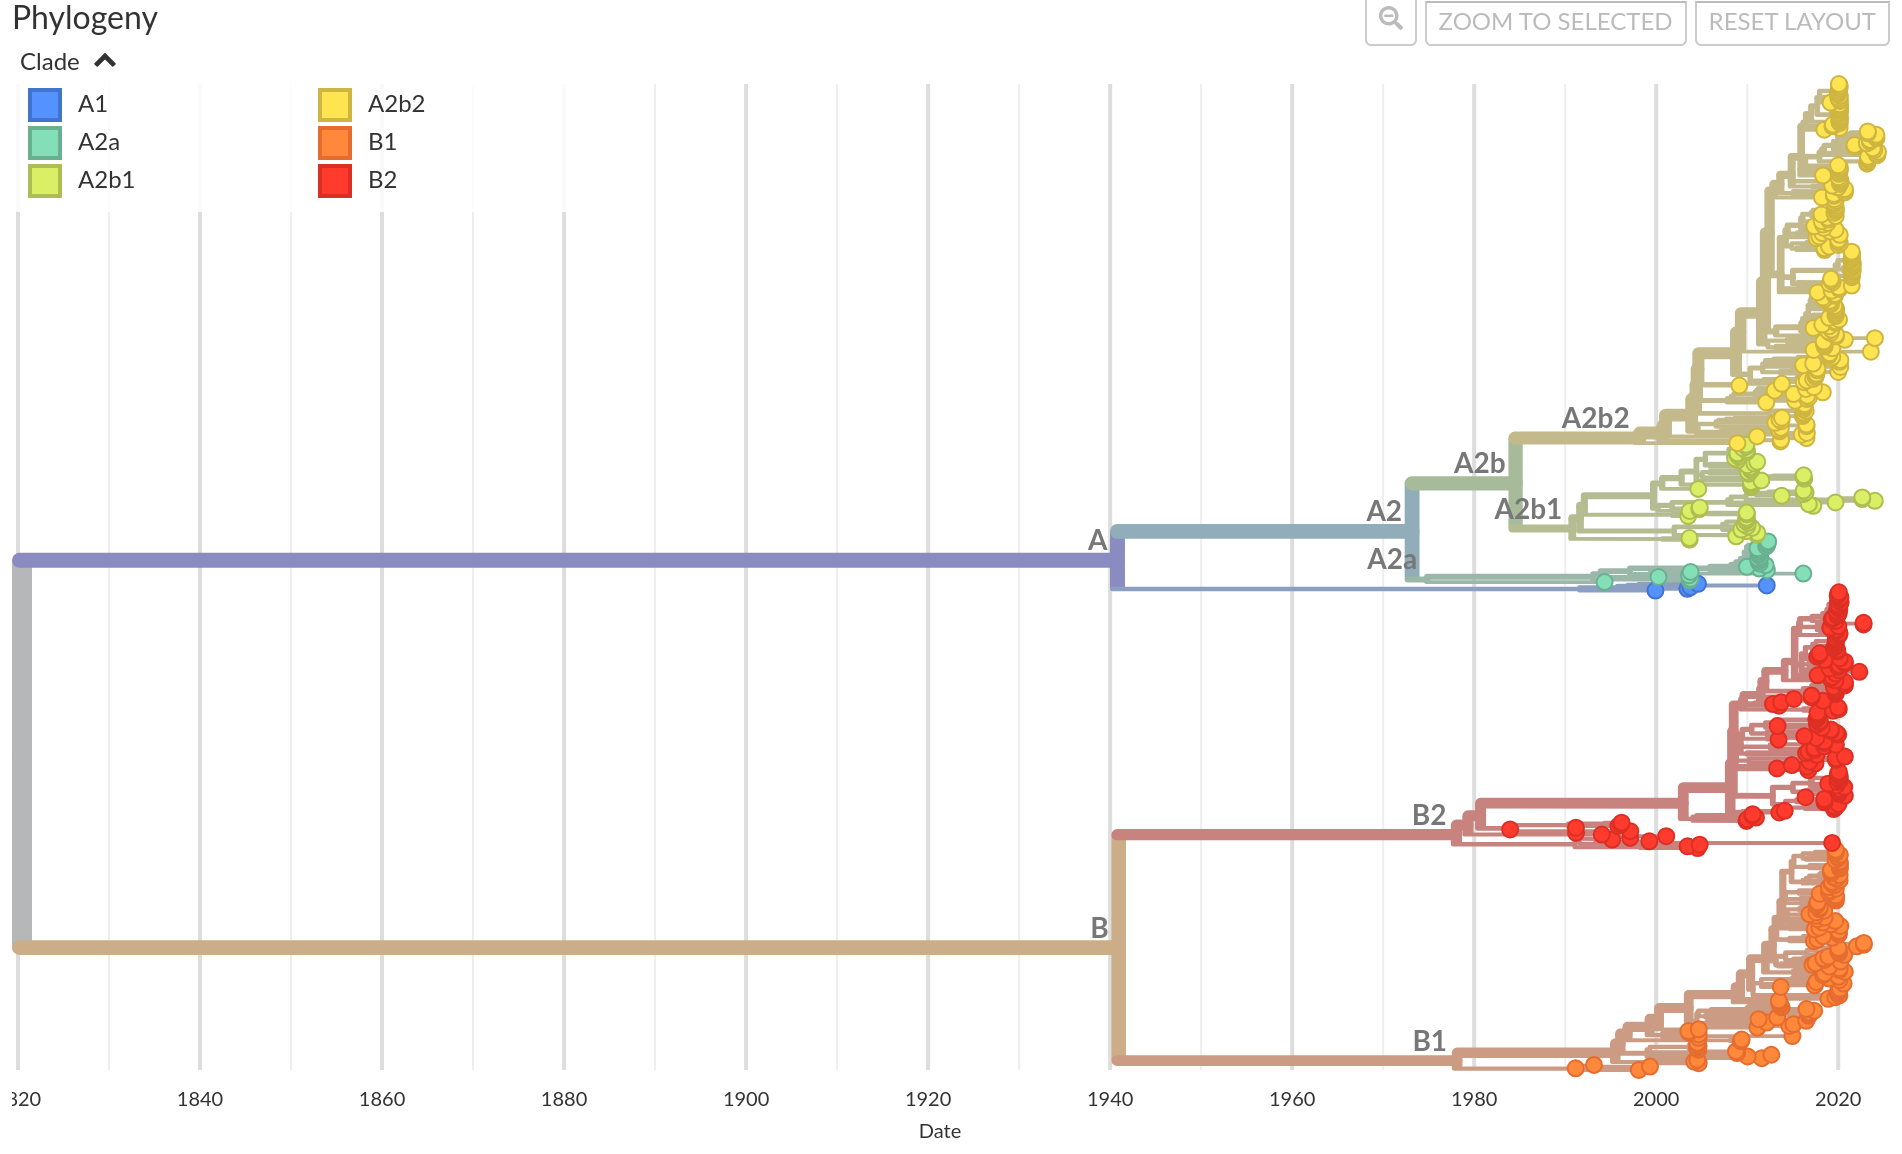 Phylogeny
ZOOM TO SELECTED
RESET LAYOUT
Clade
A1
A2b2
A2a
B1
A2b1
B2
A2b2
A2b
A2b1
A2
A
A2a
B2
B
B1
320
1840
1860
1880
1900
1920
1940
1960
1980
2000
2020
Date